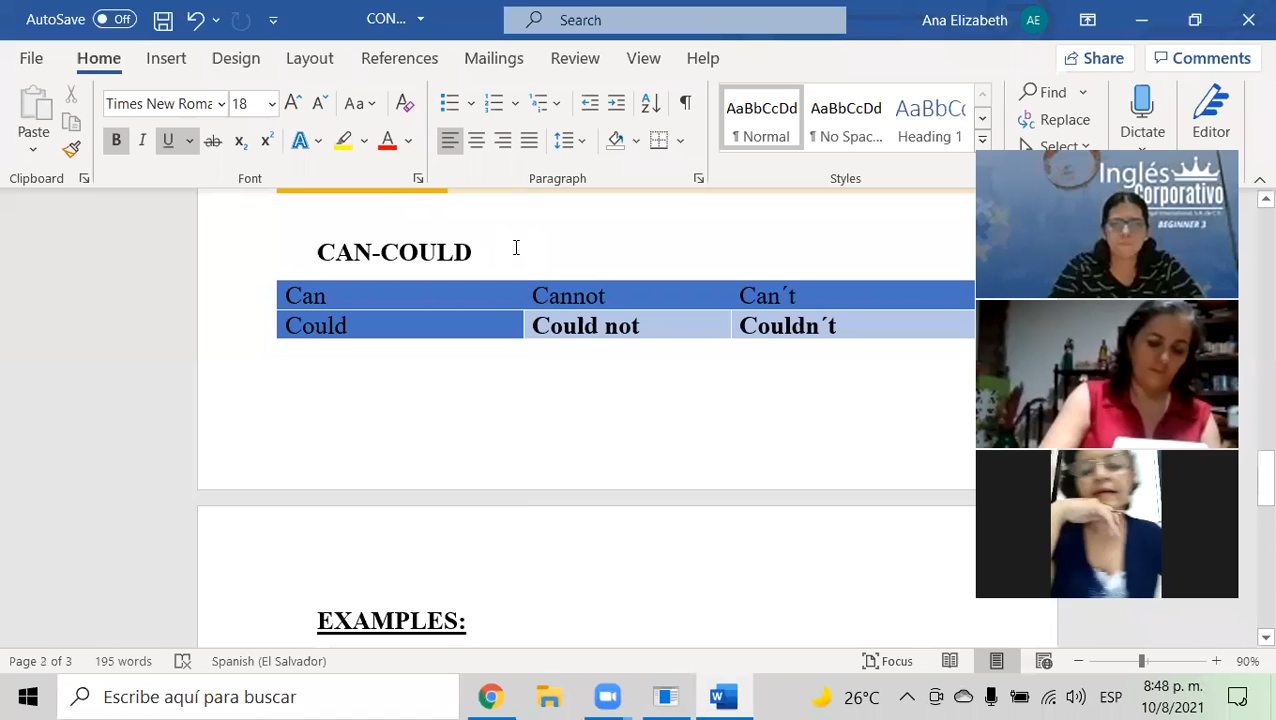 AutoSave Off CON... Search Ana Elizabeth AE
File Home Insert Design Layout References Mailings Review View Help Share Comments
Paste Times New Roma 18 Aa AaBbCcDd AaBbCcDd AaBbCc Find
¶ Normal ¶ No Spac... Heading 1 Replace
Select
Dictate Editor
Clipboard Font Paragraph Styles
Inglés
Corporativo
BEGINNER 3
CAN-COULD
Can Cannot Can´t
Could Could not Couldn´t
EXAMPLES:
Page 2 of 3 195 words Spanish (El Salvador) Focus 90%
Escribe aquí para buscar 26°C ESP 8:48 p. m.
10/8/2021